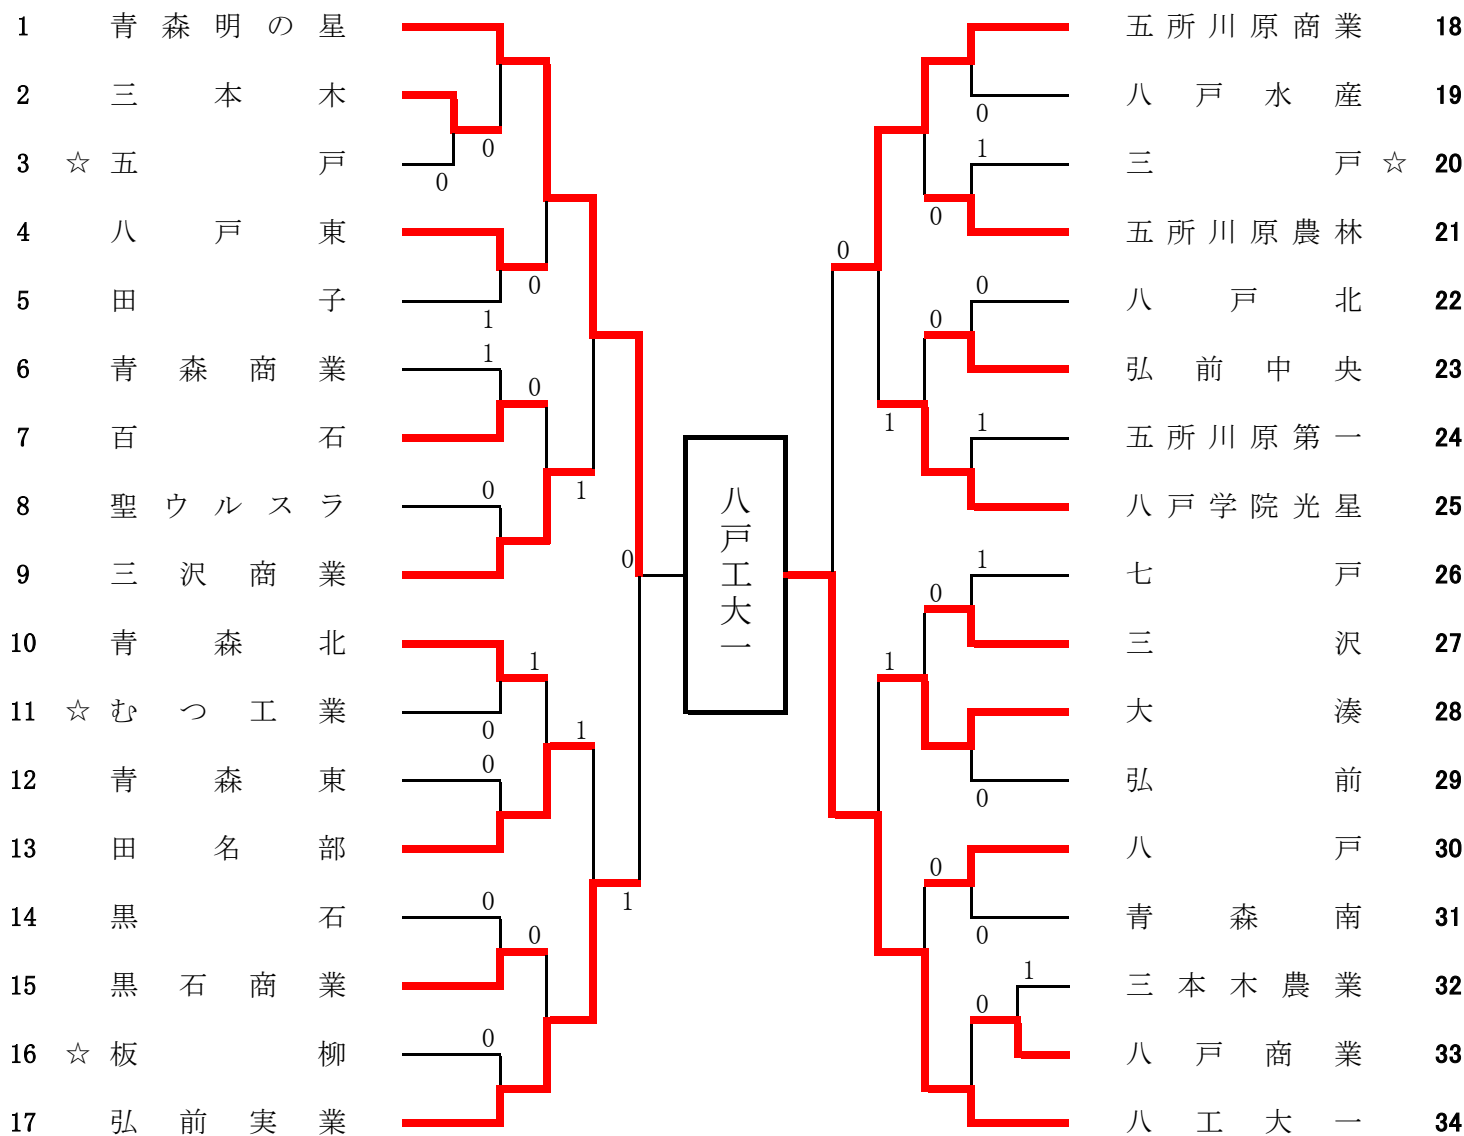 1 青森明の星
2 三本木
3 ☆ 五戸
4 八戸東
5 田子
6 青森商業
7 百石
8 聖ウルスラ
9 三沢商業
10 青森北
11 ☆ むつ工業
12 青森東
13 田名部
14 黒石
15 黒石商業
16 ☆ 板柳
17 弘前実業
0
0
0
1
1
0
0
1
0
1
0
0
1
0
0
0
1
0
八戸工大一
0
0
1
0
0
0
1
1
1
0
1
0
0
0
1
0
五所川原商業 18
八戸水産 19
三戸 ☆ 20
五所川原農林 21
八戸北 22
弘前中央 23
五所川原第一 24
八戸学院光星 25
七戸 26
三沢 27
大湊 28
弘前 29
八戸 30
青森南 31
三本木農業 32
八戸商業 33
八工大一 34